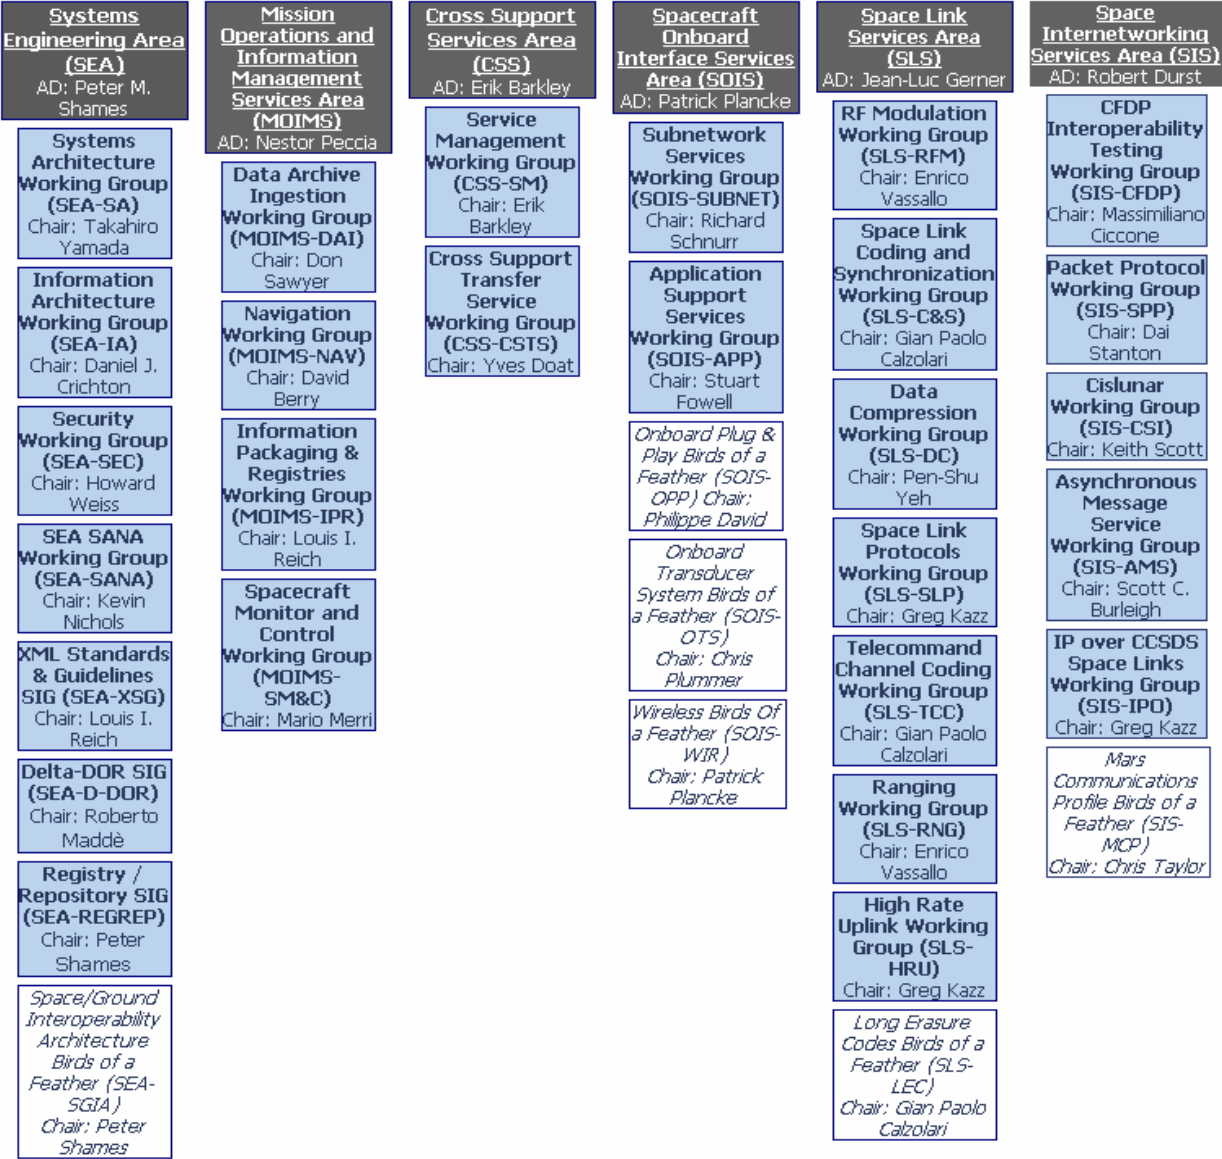 Systems
Engineering Area
(SEA)
AD: Peter M.
Shames
Systems
Architecture
Working Group
(SEA-SA)
Chair: Takahiro
Yamada
Information
Architecture
Working Group
(SEA-IA)
Chair: Daniel J.
Crichton
Security
Working Group
(SEA-SEC)
Chair: Howard
Weiss
SEA SANA
Working Group
(SEA-SANA)
Chair: Kevin
Nichols
XML Standards
& Guidelines
SIG (SEA-XSG)
Chair: Louis I.
Reich
Delta-DOR SIG
(SEA-D-DOR)
Chair: Roberto
Maddè
Registry /
Repository SIG
(SEA-REGREP)
Chair: Peter
Shames
Space/Ground
Interoperability
Architecture
Birds of a
Feather (SEA-
SGIA)
Chair: Peter
Shames
Mission
Operations and
Information
Management
Services Area
(MOIMS)
AD: Nestor Peccia
Data Archive
Ingestion
Working Group
(MOIMS-DAI)
Chair: Don
Sawyer
Navigation
Working Group
(MOIMS-NAV)
Chair: David
Berry
Information
Packaging &
Registries
Working Group
(MOIMS-IPR)
Chair: Louis I.
Reich
Spacecraft
Monitor and
Control
Working Group
(MOIMS-
SM&C)
Chair: Mario Merri
Cross Support
Services Area
(CSS)
AD: Erik Barkley
Service
Management
Working Group
(CSS-SM)
Chair: Erik
Barkley
Cross Support
Transfer
Service
Working Group
(CSS-CSTS)
Chair: Yves Doat
Spacecraft
Onboard
Interface Services
Area (SOIS)
AD: Patrick Plancke
Subnetwork
Services
Working Group
(SOIS-SUBNET)
Chair: Richard
Schnurr
Application
Support
Services
Working Group
(SOIS-APP)
Chair: Stuart
Fowell
Onboard Plug &
Play Birds of a
Feather (SOIS-
OPP) Chair:
Philippe David
Onboard
Transducer
System Birds of
a Feather (SOIS-
OTS)
Chair: Chris
Plummer
Wireless Birds Of
a Feather (SOIS-
WIR)
Chair: Patrick
Plancke
Space Link
Services Area
(SLS)
AD: Jean-Luc Gerner
RF Modulation
Working Group
(SLS-RFM)
Chair: Enrico
Vassallo
Space Link
Coding and
Synchronization
Working Group
(SLS-C&S)
Chair: Gian Paolo
Calzolari
Data
Compression
Working Group
(SLS-DC)
Chair: Pen-Shu
Yeh
Space Link
Protocols
Working Group
(SLS-SLP)
Chair: Greg Kazz
Telecommand
Channel Coding
Working Group
(SLS-TCC)
Chair: Gian Paolo
Calzolari
Ranging
Working Group
(SLS-RNG)
Chair: Enrico
Vassallo
High Rate
Uplink Working
Group (SLS-
HRU)
Chair: Greg Kazz
Long Erasure
Codes Birds of a
Feather (SLS-
LEC)
Chair: Gian Paolo
Calzolari
Space
Internetworking
Services Area (SIS)
AD: Robert Durst
CFDP
Interoperability
Testing
Working Group
(SIS-CFDP)
Chair: Massimiliano
Ciccone
Packet Protocol
Working Group
(SIS-SPP)
Chair: Dai
Stanton
Cislunar
Working Group
(SIS-CSI)
Chair: Keith Scott
Asynchronous
Message
Service
Working Group
(SIS-AMS)
Chair: Scott C.
Burleigh
IP over CCSDS
Space Links
Working Group
(SIS-IPO)
Chair: Greg Kazz
Mars
Communications
Profile Birds of a
Feather (SIS-
MCP)
Chair: Chris Taylor